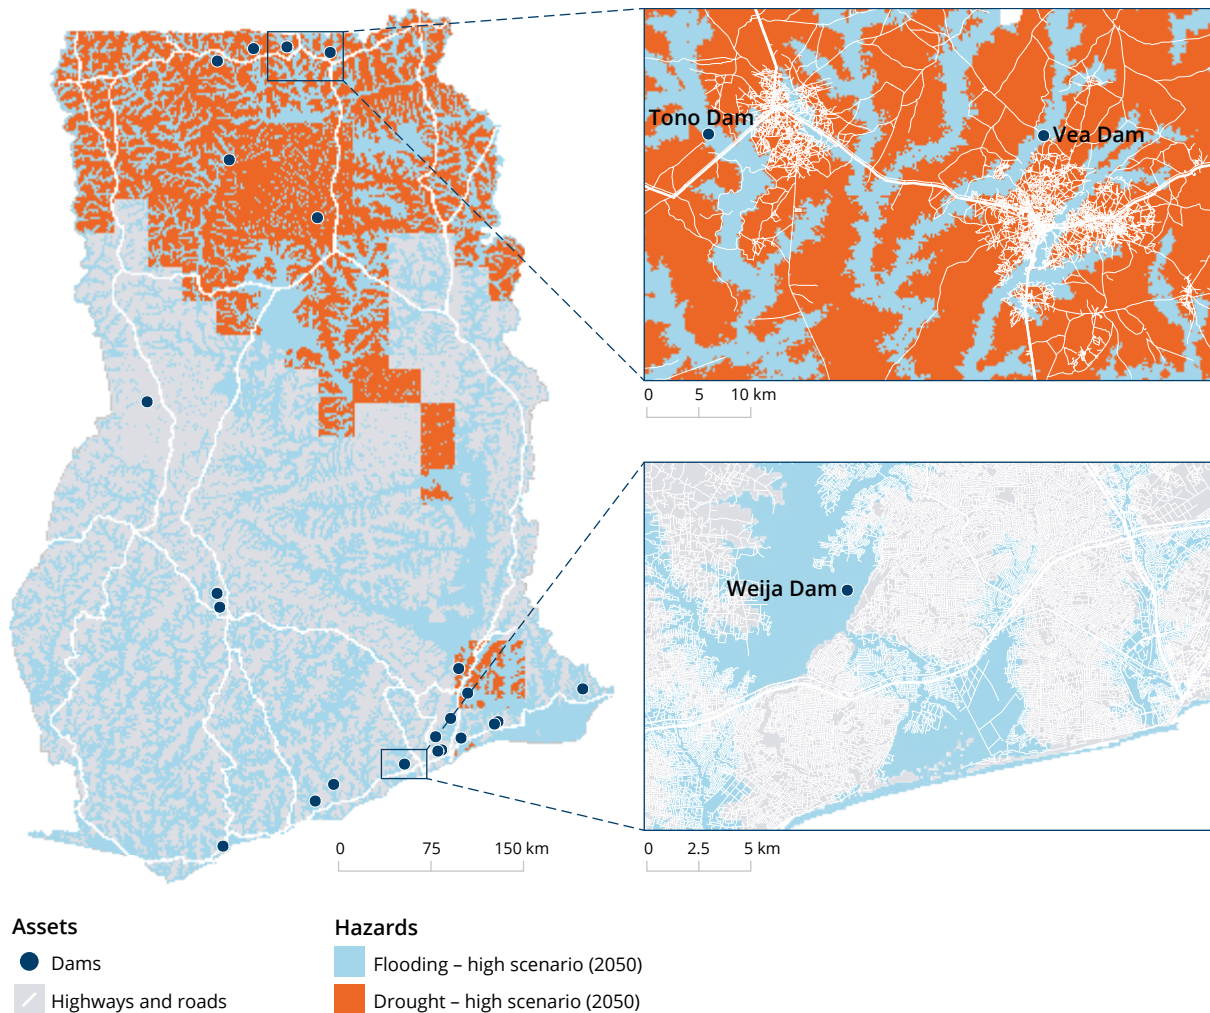 Tono Dam
Vea Dam
0 5 10 km
Weija Dam
0 75 150 km
0 2.5 5 km
Assets
Dams
Highways and roads
Hazards
Flooding – high scenario (2050)
Drought – high scenario (2050)